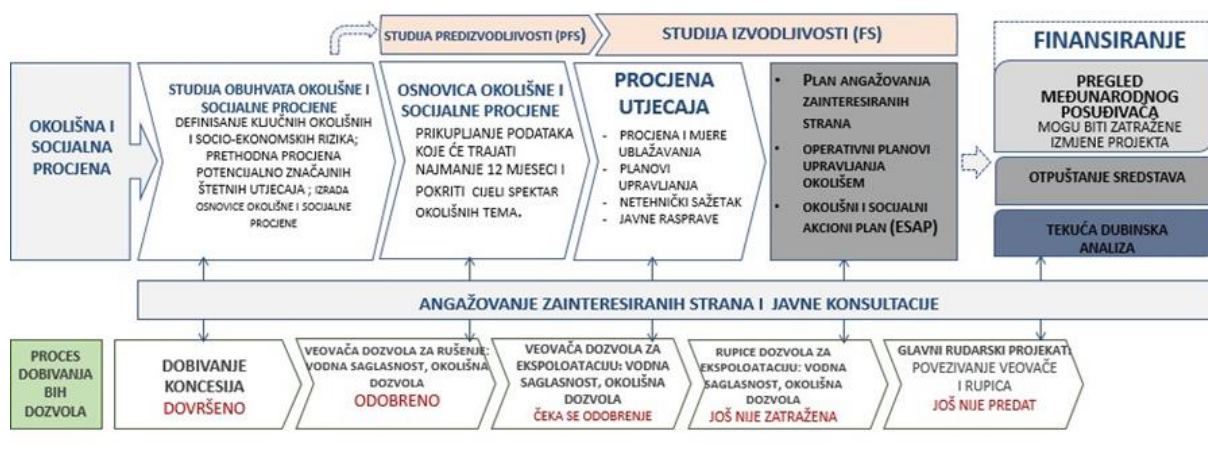 STUDIJA PREDIZVODLJIVOSTI (PFS)
STUDIJA IZVODLJIVOSTI (FS)
FINANSIRANJE
OKOLIŠNA I
SOCIJALNA
PROCJENA
STUDIJA OBUHVATA OKOLIŠNE I
SOCIJALNE PROCJENE
DEFINISANJE KLJUČNIH OKOLIŠNIH
I SOCIO-EKONOMSKIH RIZIKA;
PRETHODNA PROCJENA
POTENCIJALNO ZNAČAJNIH
ŠTETNIH UTJECAJA ; IZRADA
OSNOVICE OKOLIŠNE I SOCIJALNE
PROCJENE
OSNOVICA OKOLIŠNE I
SOCIJALNE PROCJENE
PRIKUPLJANJE PODATAKA
KOJE ĆE TRAJATI
NAJMANJE 12 MJESECI I
POKRITI CIJELI SPEKTAR
OKOLIŠNIH TEMA.
PROCJENA
UTJECAJA
- PROCJENA I MJERE
UBLAŽAVANJA
- PLANOVI
UPRAVLJANJA
- NETEHNIČKI SAŽETAK
- JAVNE RASPRAVE
• PLAN ANGAŽOVANJA
ZAINTERESIRANIH
STRANA
• OPERATIVNI PLANOVI
UPRAVLJANJA
OKOLIŠEM
• OKOLIŠNI I SOCIJALNI
AKCIONI PLAN (ESAP)
PREGLED
MEĐUNARODNOG
POSUĐIVAČA
MOGU BITI ZATRAŽENE
IZMJENE PROJEKTA
OTPUŠTANJE SREDSTAVA
TEKUĆA DUBINSKA
ANALIZA
ANGAŽOVANJE ZAINTERESIRANIH STRANA I JAVNE KONSULTACIJE
PROCES
DOBIVANJA
BIH
DOZVOLA
DOBIVANJE
KONCESIJA
DOVRŠENO
VEOVAČA DOZVOLA ZA RUŠENJE:
VODNA SAGLASNOST, OKOLIŠNA
DOZVOLA
ODOBRENO
VEOVAČA DOZVOLA ZA
EKSPOLOATACIJU: VODNA
SAGLASNOST, OKOLIŠNA
DOZVOLA
ČEKA SE ODOBRENJE
RUPICE DOZVOLA ZA
EKSPOLOATACIJU: VODNA
SAGLASNOST, OKOLIŠNA
DOZVOLA
JOŠ NIJE ZATRAŽENA
GLAVNI RUDARSKI PROJEKAT:
POVEZIVANJE VEOVAČE
I RUPICA
JOŠ NIJE PREDAT